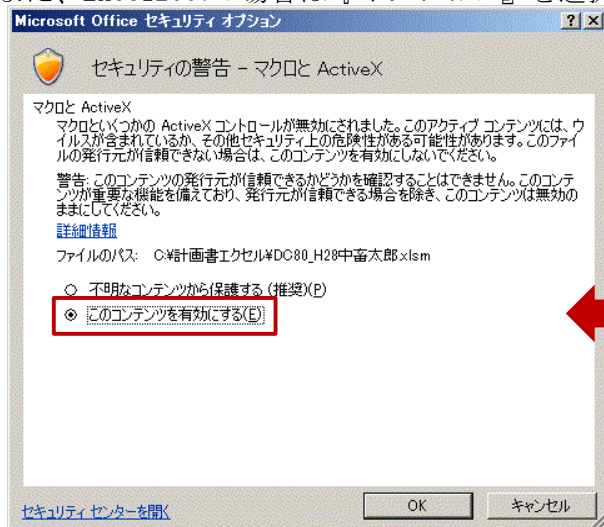 Microsoft Office セキュリティ オプション
セキュリティの警告 - マクロと ActiveX
マクロと ActiveX
マクロといくつかの ActiveX コントロールが無効にされました。このアクティブ コンテンツには、ウ
イルスが含まれているか、その他セキュリティ上の危険性がある可能性があります。このファイ
ルの発行元が信頼できない場合は、このコンテンツを有効にしないでください。
警告: このコンテンツの発行元が信頼できるかどうかを確認することはできません。このコンテ
ンツが重要な機能を備えており、発行元が信頼できる場合を除き、このコンテンツは無効の
ままにしてください。
詳細情報
ファイルのパス: C:¥計画書エクセル¥DC80_H28中畜太郎.xlsm
不明なコンテンツから保護する (推奨)(P)
このコンテンツを有効にする(E)
セキュリティ センターを開く
OK
キャンセル